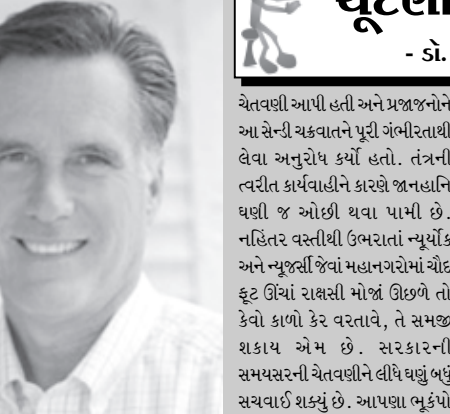 ચૂંટણી
- ડૉ.
ચેતવણી આપી હતી અને પ્રજાજનોને
આ સેન્ડી ચક્રવાતને પૂરી ગંભીરતાથી
લેવા અનુરોધ કર્યો હતો. તંત્રની
ત્વરીત કાર્યવાહીને કારણે જાનહાનિ
ઘણી જ ઓછી થવા પામી છે.
નહિંતર વસ્તીથી ઉભરાતાં ન્યૂર્યોક
અને ન્યૂજર્સી જેવાં મહાનગરોમાં ચૌદ
ફૂટ ઊંચાં રાક્ષસી મોજાં ઊછળે તો
કેવો કાળો કેર વરતાવે, તે સમજી
શકાય એમ છે. સરકારની
સમયસરની ચેતવણીને લીધે ઘણું બધું
સચવાઈ શક્યું છે. આપણા ભૂકંપો